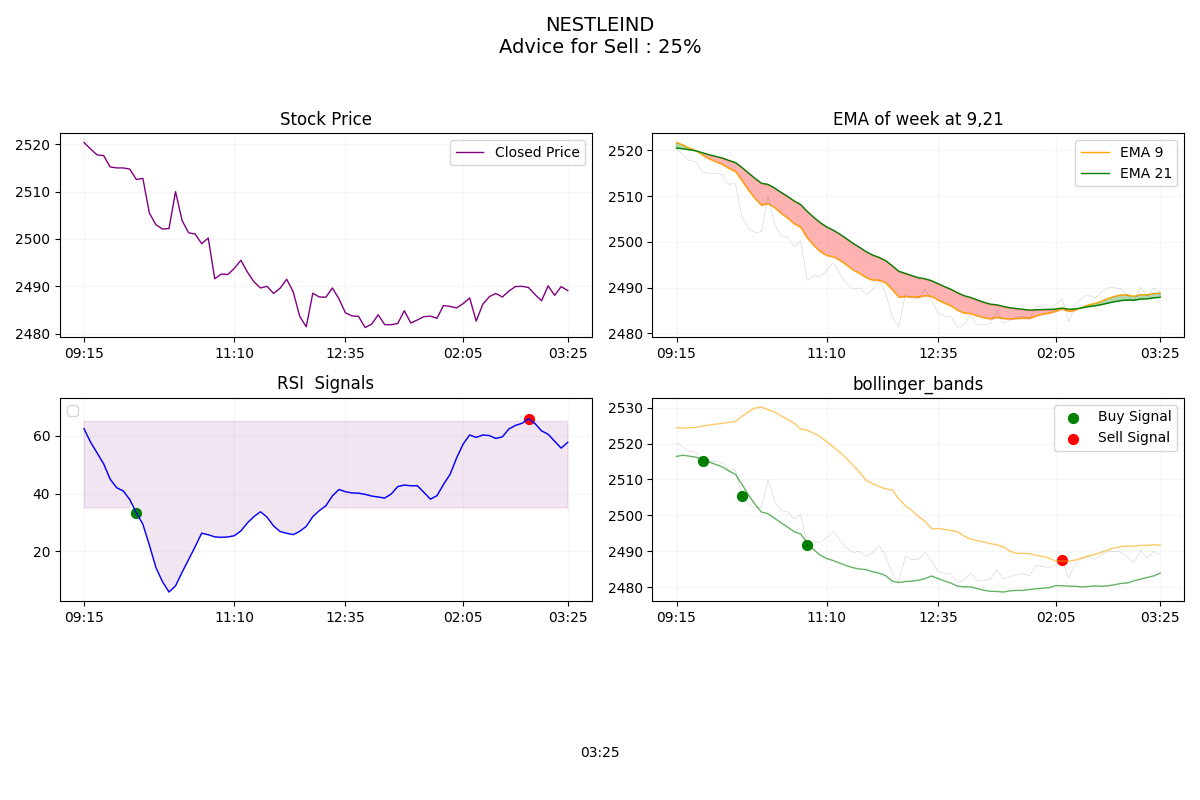 NESTLEIND
Advice for Sell : 25%
Stock Price
2520
2510
2500
2490
2480
Closed Price
09:15 11:10 12:35 02:05 03:25
EMA of week at 9,21
2520
2510
2500
2490
2480
EMA 9
EMA 21
09:15 11:10 12:35 02:05 03:25
RSI  Signals
60
40
20
09:15 11:10 12:35 02:05 03:25
bollinger_bands
2530
2520
2510
2500
2490
2480
Buy Signal
Sell Signal
09:15 11:10 12:35 02:05 03:25
03:25